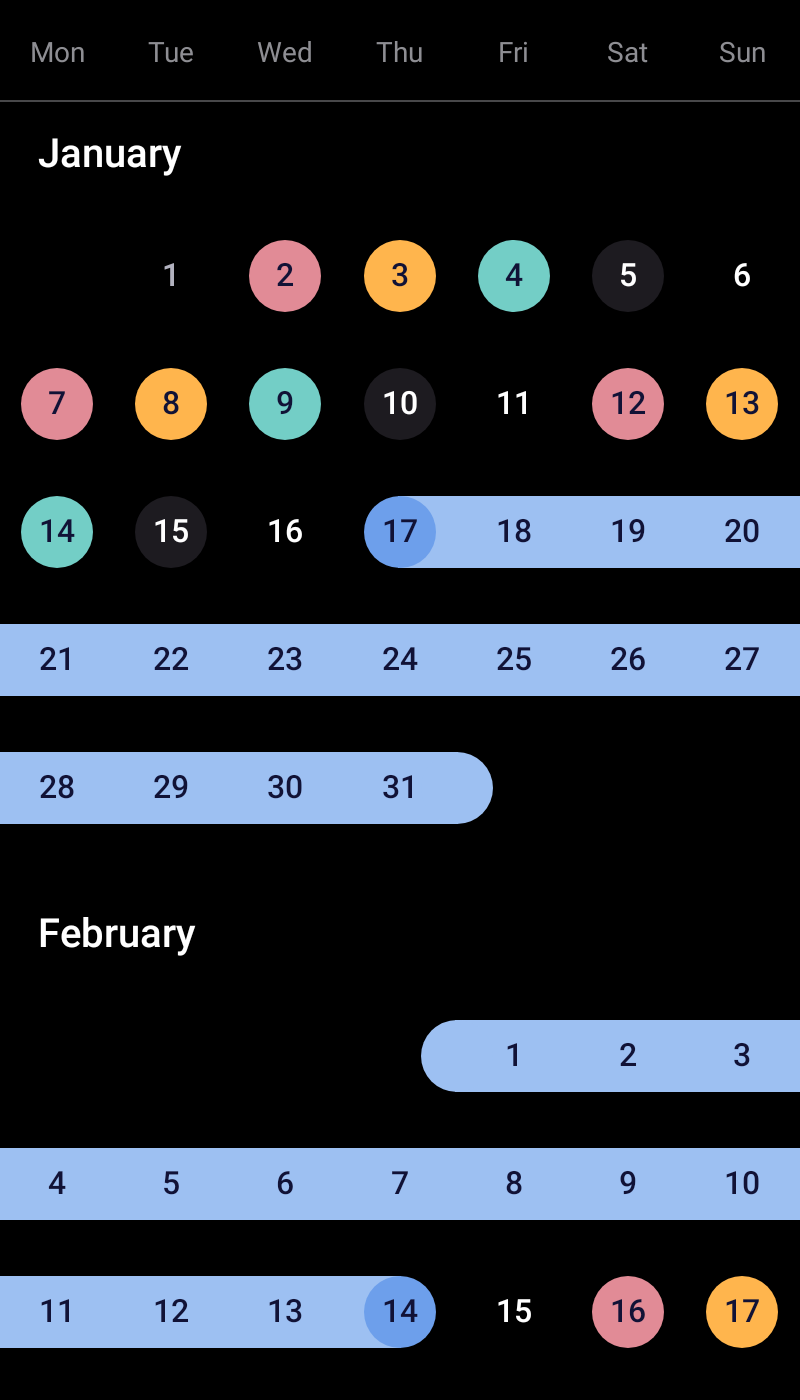 Mon Tue Wed Thu Fri Sat Sun
January
1 2 3 4 5 6
7 8 9 10 11 12 13
14 15 16 17 18 19 20
21 22 23 24 25 26 27
28 29 30 31
February
1 2 3
4 5 6 7 8 9 10
11 12 13 14 15 16 17